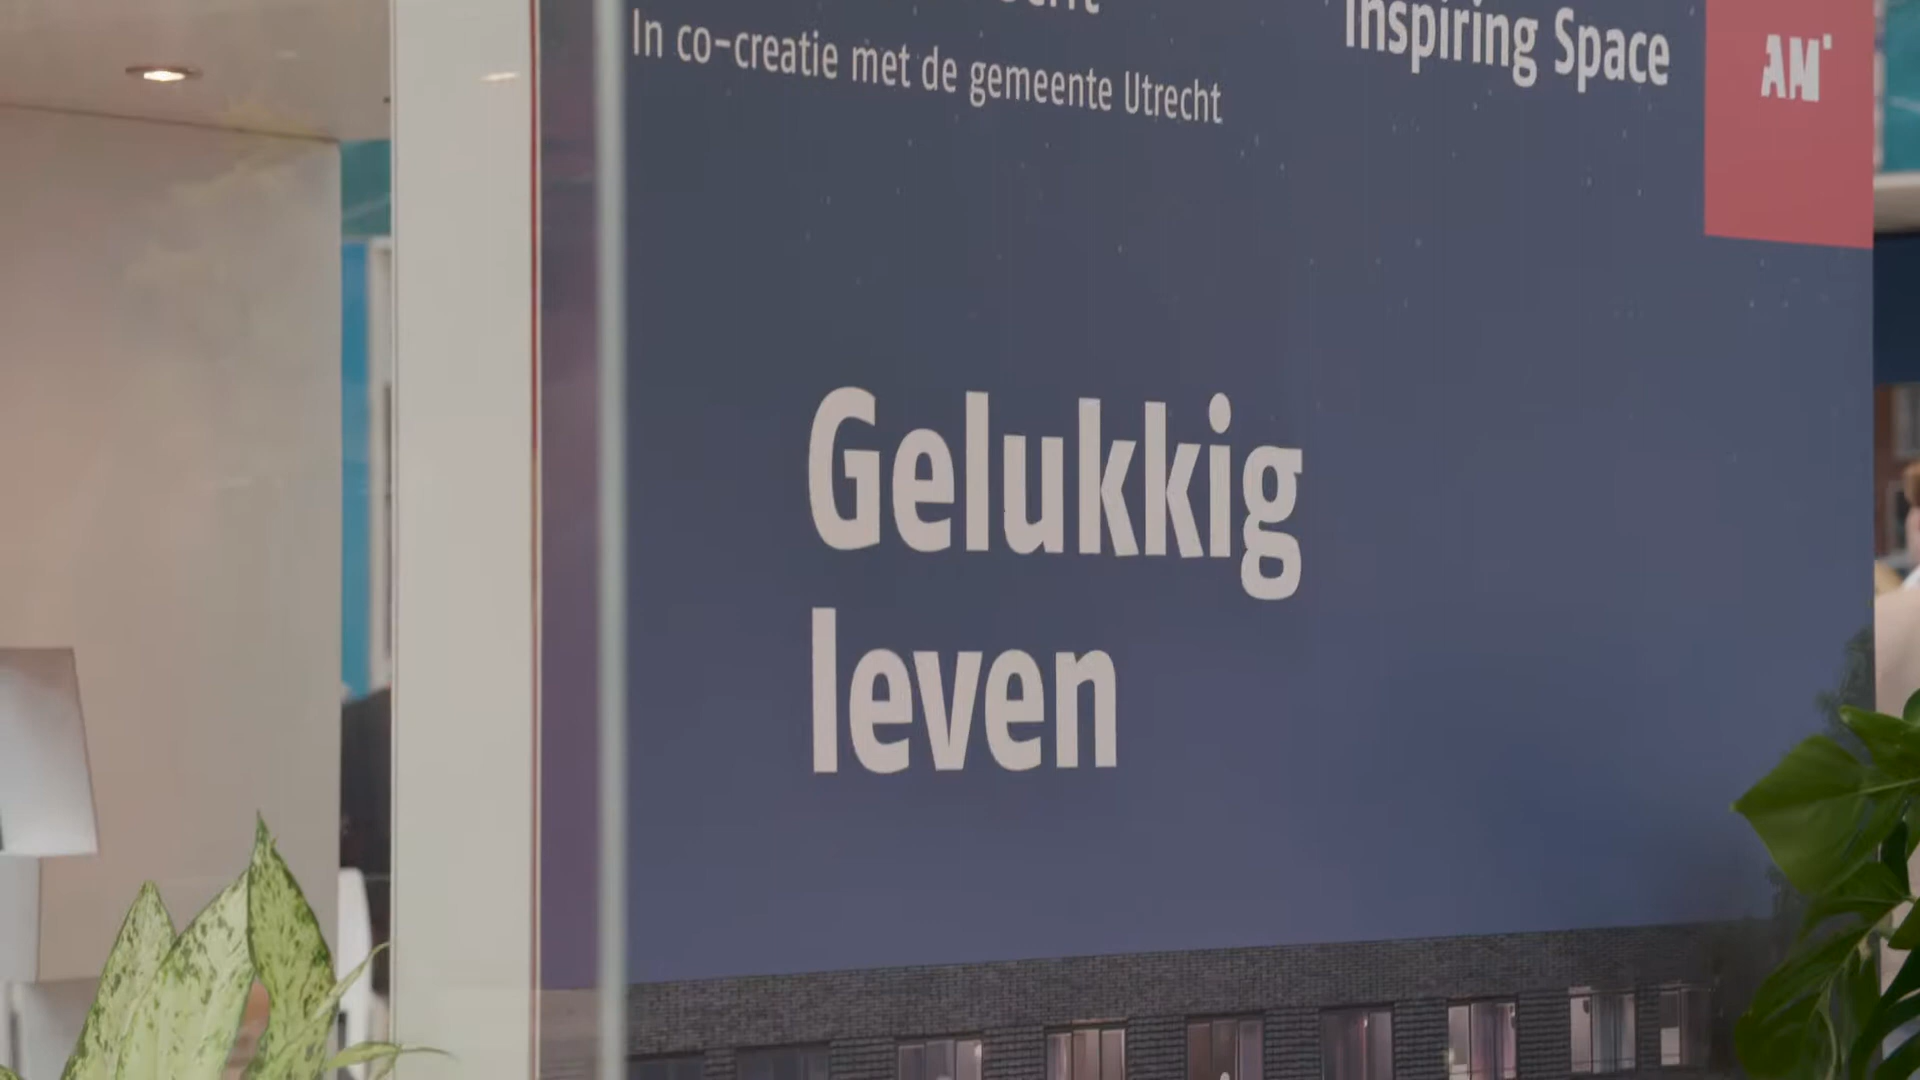 In co-creatie met de gemeente Utrecht
Inspiring Space
AM
Gelukkig
leven